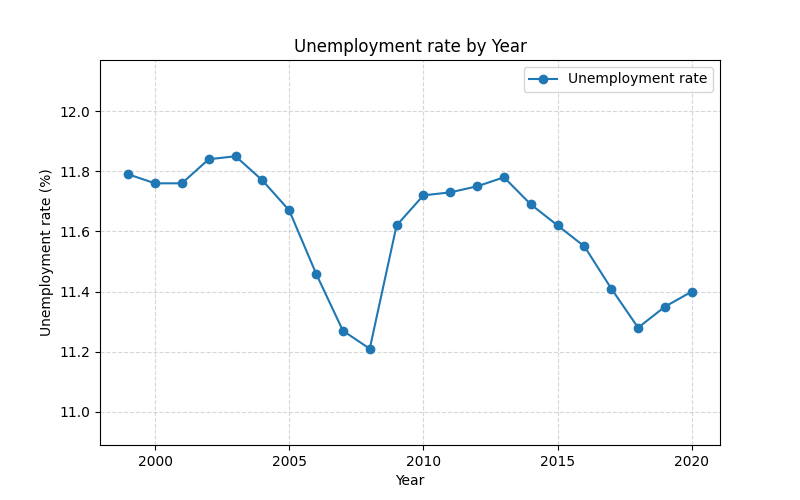 Unemployment rate by Year
Unemployment rate
12.0
11.8
11.6
11.4
11.2
11.0
Unemployment rate (%)
2000 2005 2010 2015 2020
Year